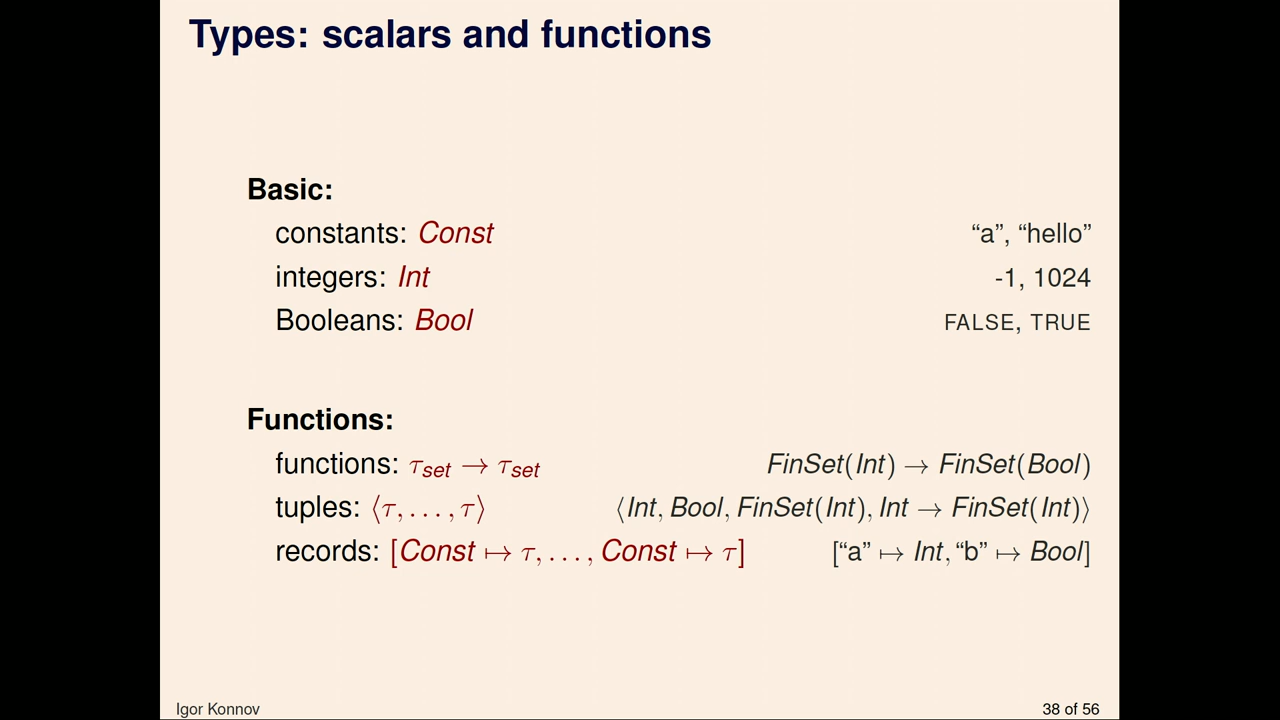 Types: scalars and functions
Basic:
constants: Const “a”, “hello”
integers: Int -1, 1024
Booleans: Bool FALSE, TRUE
Functions:
functions: τ_set → τ_set FinSet(Int) → FinSet(Bool)
tuples: ⟨τ, . . . , τ⟩ ⟨Int, Bool, FinSet(Int), Int → FinSet(Int)⟩
records: [Const ↦ τ, . . . , Const ↦ τ] [“a” ↦ Int, “b” ↦ Bool]
Igor Konnov 38 of 56